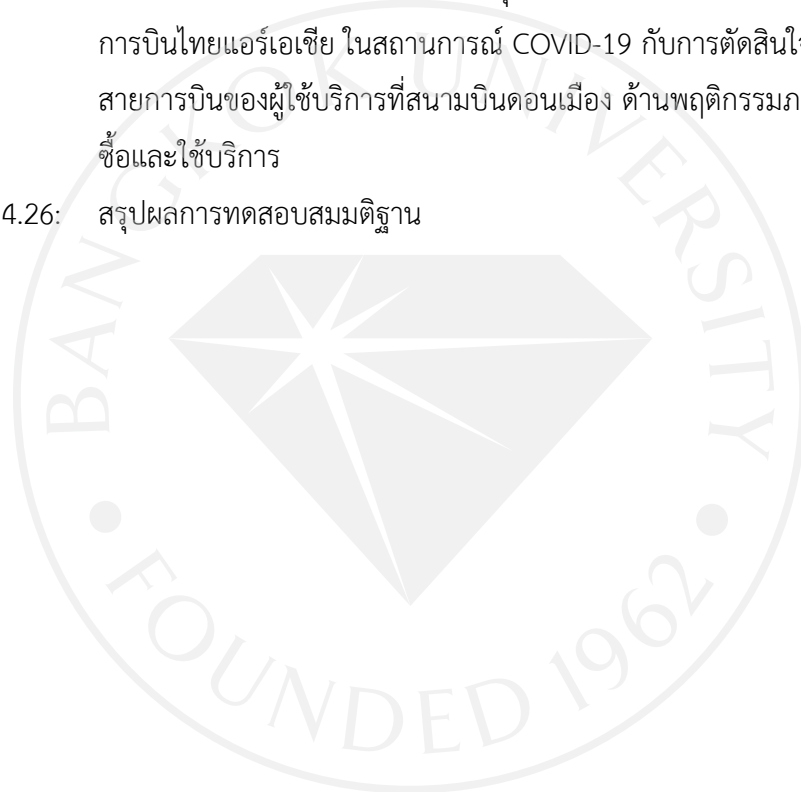 การบินไทยแอร์เอเชีย ในสถานการณ์ COVID-19 กับการตัดสินใจ
สายการบินของผู้ใช้บริการที่สนามบินดอนเมือง ด้านพฤติกรรมภ
ซื้อและใช้บริการ
4.26: สรุปผลการทดสอบสมมติฐาน
BANGKOK UNIVERSITY
FOUNDED 1962